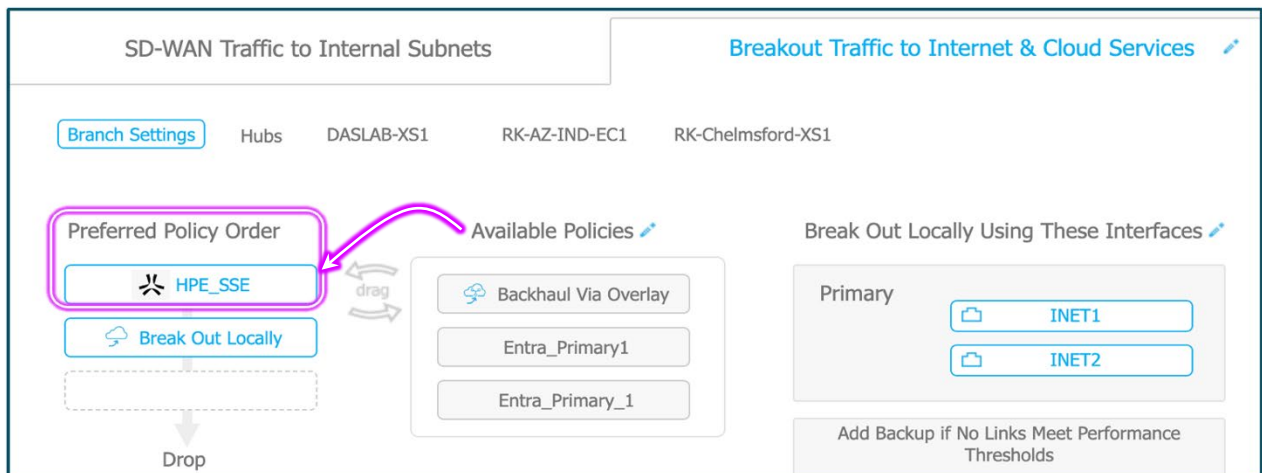 SD-WAN Traffic to Internal Subnets
Breakout Traffic to Internet & Cloud Services
Branch Settings
Hubs
DASLAB-XS1
RK-AZ-IND-EC1
RK-Chelmsford-XS1
Preferred Policy Order
HPE_SSE
Break Out Locally
Drop
drag
Available Policies
Backhaul Via Overlay
Entra_Primary1
Entra_Primary_1
Break Out Locally Using These Interfaces
Primary
INET1
INET2
Add Backup if No Links Meet Performance
Thresholds